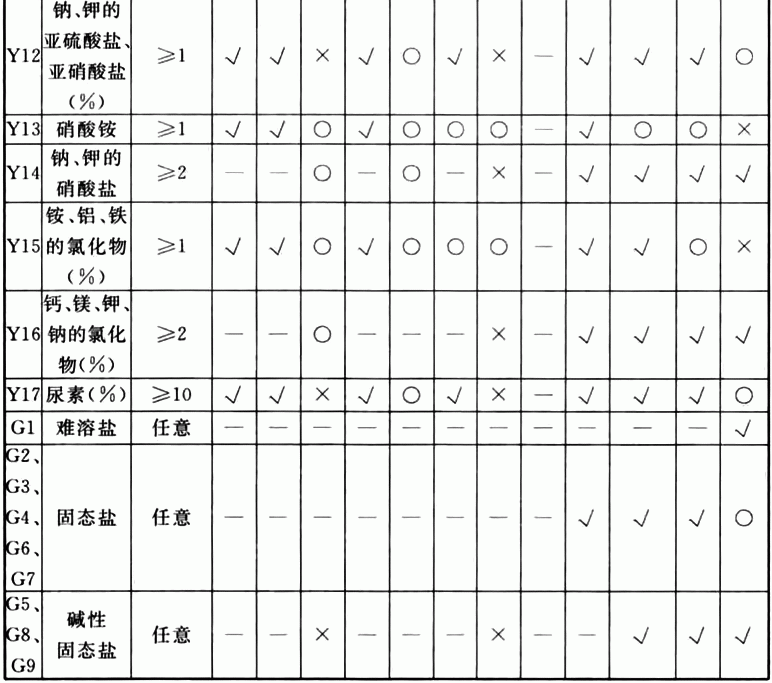 钠、钾的
亚硫酸盐、
亚硝酸盐
(%)
Y12 ≥1 √ √ × √ ○ √ × — √ √ √ ○
Y13 硝酸铵 ≥1 √ √ ○ √ ○ ○ ○ — √ ○ ○ ×
钠、钾的
硝酸盐
Y14 ≥2 — — ○ — ○ — × — √ √ √ √
铵、铝、铁
的氯化物
(%)
Y15 ≥1 √ √ ○ √ ○ ○ ○ — √ √ ○ ×
钙、镁、钾、
钠的氯化
物(%)
Y16 ≥2 — — ○ — — — × — √ √ √ √
Y17 尿素(%) ≥10 √ √ × √ ○ √ × — √ √ √ ○
G1 难溶盐 任意 — — — — — — — — — — — √
G2、
G3、
G4、
G6、
G7
固态盐 任意 — — — — — — — — √ √ √ ○
G5、
G8、
G9
碱性
固态盐
任意 — — × — — — × — — √ √ √